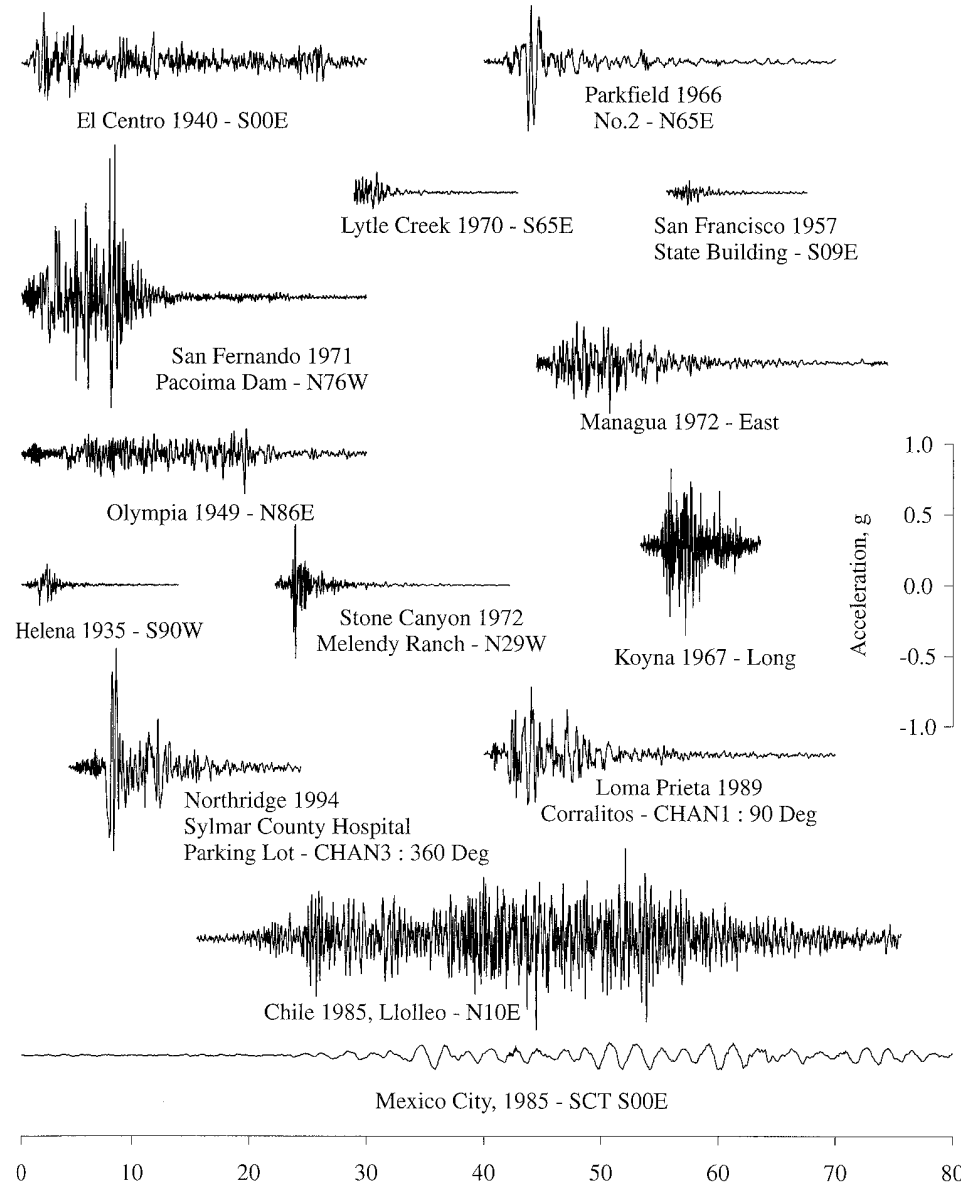 El Centro 1940 - S00E
Parkfield 1966
No.2 - N65E
Lytle Creek 1970 - S65E
San Francisco 1957
State Building - S09E
San Fernando 1971
Pacoima Dam - N76W
Managua 1972 - East
Olympia 1949 - N86E
1.0
0.5
0.0
-0.5
-1.0
Acceleration, g
Helena 1935 - S90W
Stone Canyon 1972
Melendy Ranch - N29W
Koyna 1967 - Long
Northridge 1994
Sylmar County Hospital
Parking Lot - CHAN3 : 360 Deg
Loma Prieta 1989
Corralitos - CHAN1 : 90 Deg
Chile 1985, Llolleo - N10E
Mexico City, 1985 - SCT S00E
0 10 20 30 40 50 60 70 80